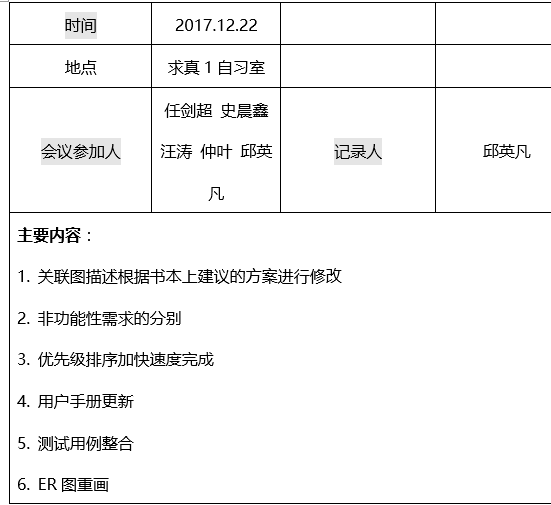 时间 2017.12.22
地点 求真 1 自习室
任剑超 史晨鑫
会议参加人 汪涛 仲叶 邱英 记录人 邱英凡
凡
主要内容：
1. 关联图描述根据书本上建议的方案进行修改
2. 非功能性需求的分别
3. 优先级排序加快速度完成
4. 用户手册更新
5. 测试用例整合
6. ER 图重画